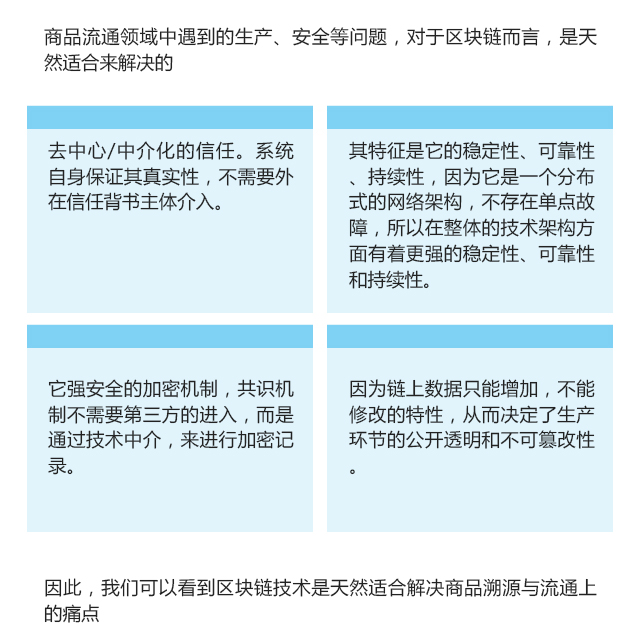 商品流通领域中遇到的生产、安全等问题，对于区块链而言，是天
然适合来解决的
去中心/中介化的信任。系统
自身保证其真实性，不需要外
在信任背书主体介入。
其特征是它的稳定性、可靠性
、持续性，因为它是一个分布
式的网络架构，不存在单点故
障，所以在整体的技术架构方
面有着更强的稳定性、可靠性
和持续性。
它强安全的加密机制，共识机
制不需要第三方的进入，而是
通过技术中介，来进行加密记
录。
因为链上数据只能增加，不能
修改的特性，从而决定了生产
环节的公开透明和不可篡改性
。
因此，我们可以看到区块链技术是天然适合解决商品溯源与流通上
的痛点